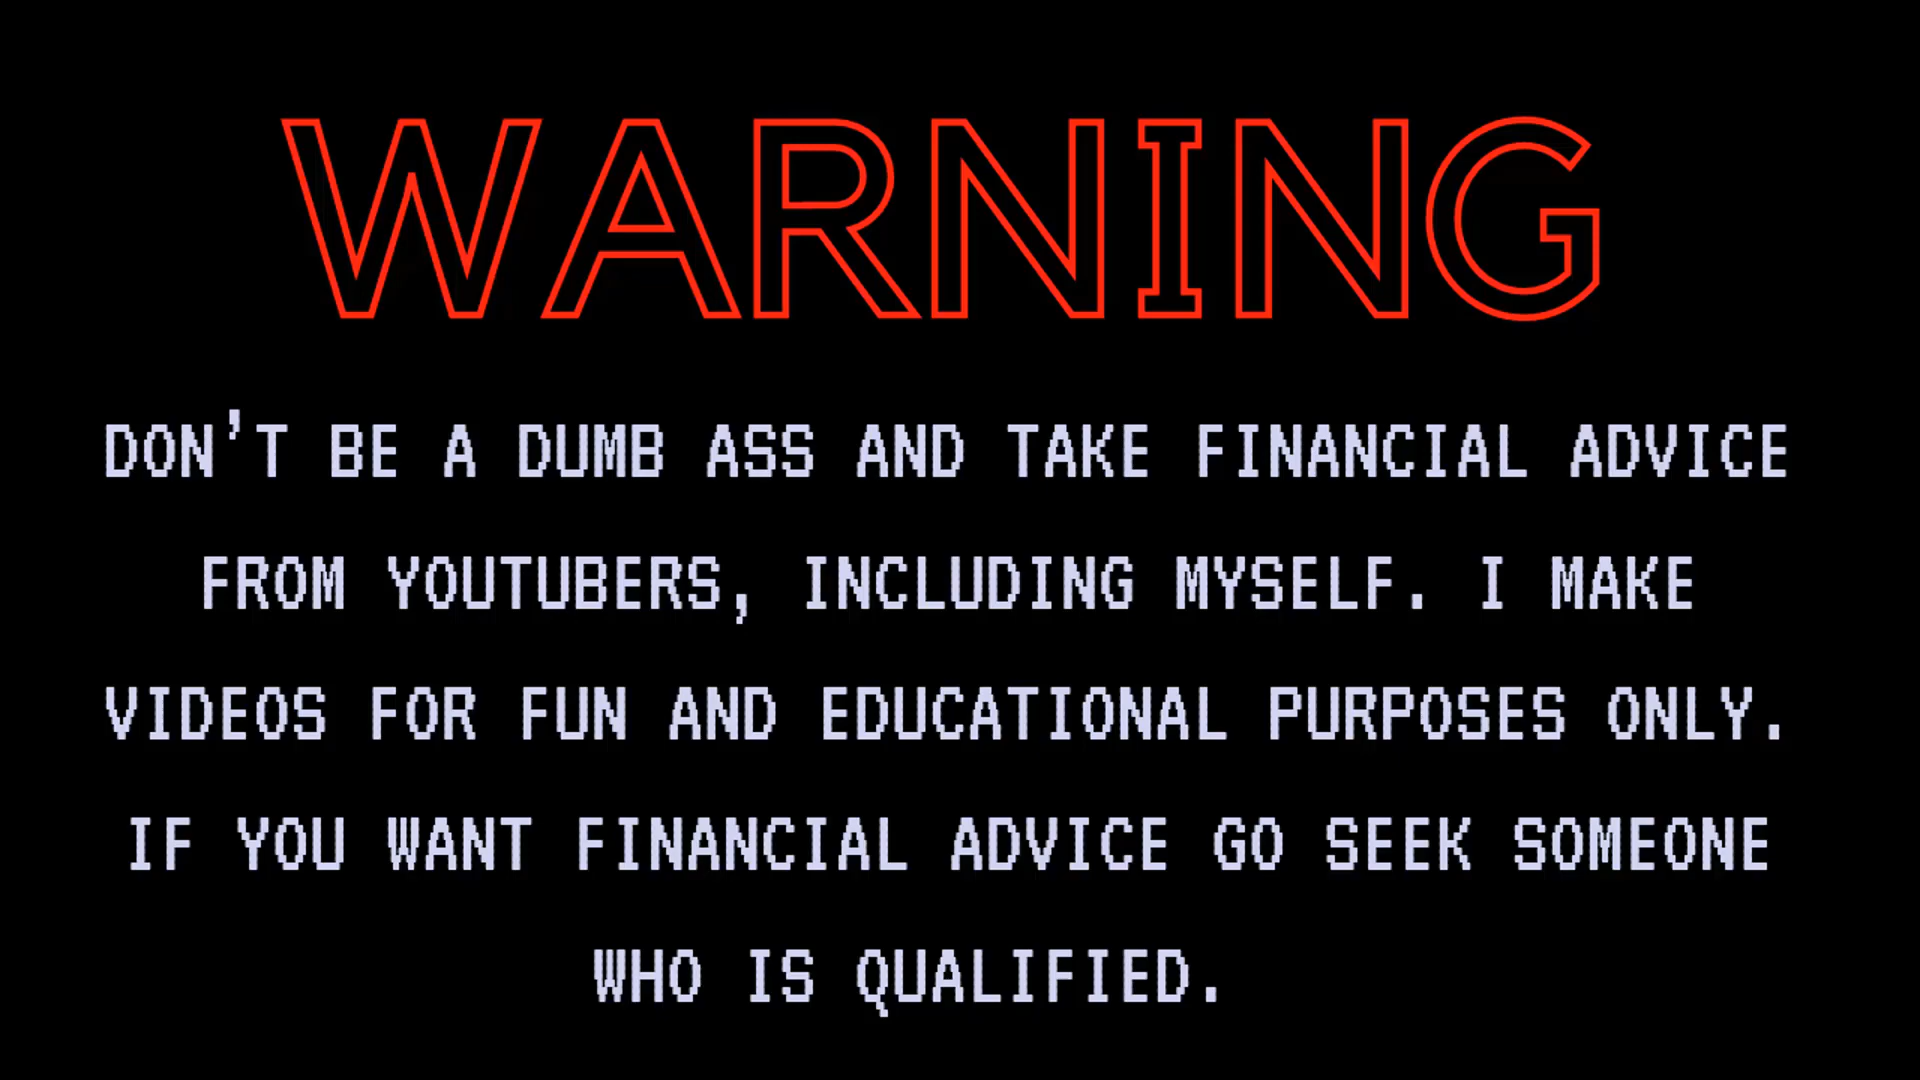 WARNING
DON'T BE A DUMB ASS AND TAKE FINANCIAL ADVICE
FROM YOUTUBERS, INCLUDING MYSELF. I MAKE
VIDEOS FOR FUN AND EDUCATIONAL PURPOSES ONLY.
IF YOU WANT FINANCIAL ADVICE GO SEEK SOMEONE
WHO IS QUALIFIED.